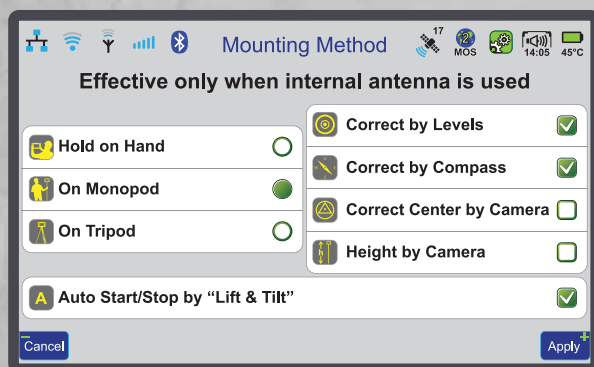 Mounting Method
17
2
MOS
14:05
45°C
Effective only when internal antenna is used
Hold on Hand
On Monopod
On Tripod
Correct by Levels
Correct by Compass
Correct Center by Camera
h
Height by Camera
A
Auto Start/Stop by “Lift & Tilt”
Cancel
Apply